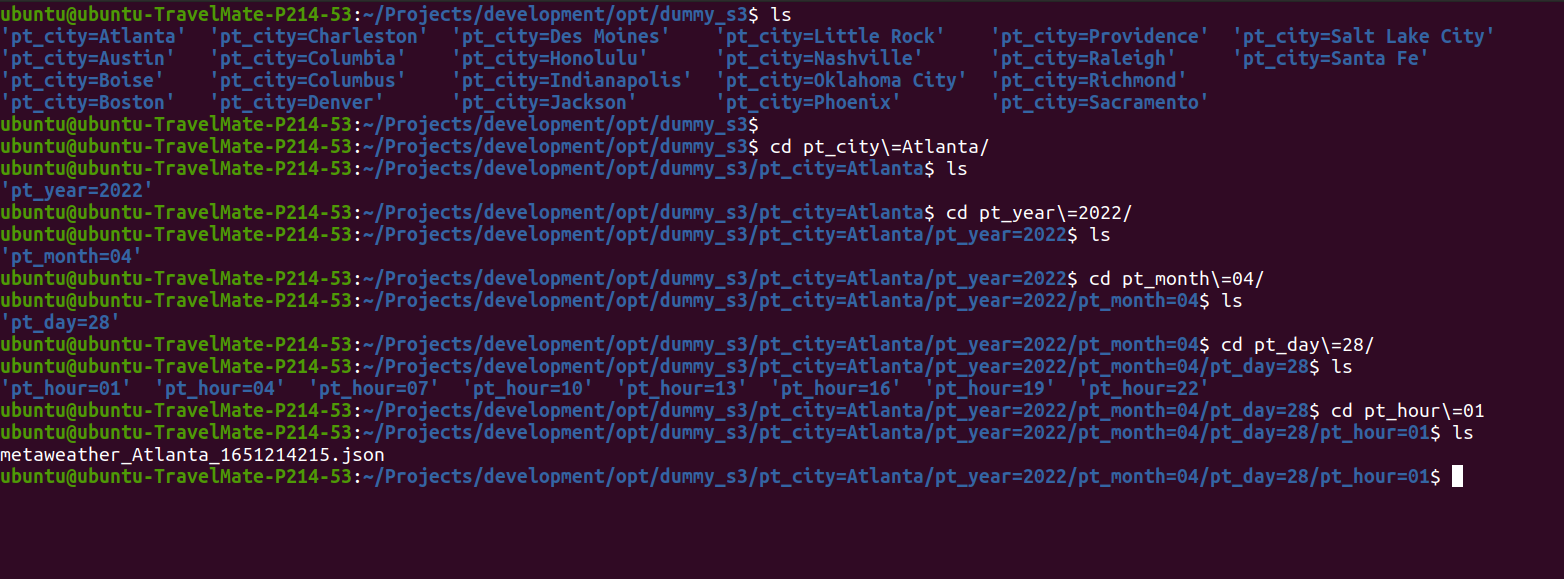 ubuntu@ubuntu-TravelMate-P214-53:~/Projects/development/opt/dummy_s3$ ls
'pt_city=Atlanta'  'pt_city=Charleston'  'pt_city=Des Moines'  'pt_city=Little Rock'  'pt_city=Providence'  'pt_city=Salt Lake City'
'pt_city=Austin'  'pt_city=Columbia'  'pt_city=Honolulu'  'pt_city=Nashville'  'pt_city=Raleigh'  'pt_city=Santa Fe'
'pt_city=Boise'  'pt_city=Columbus'  'pt_city=Indianapolis'  'pt_city=Oklahoma City'  'pt_city=Richmond'
'pt_city=Boston'  'pt_city=Denver'  'pt_city=Jackson'  'pt_city=Phoenix'  'pt_city=Sacramento'
ubuntu@ubuntu-TravelMate-P214-53:~/Projects/development/opt/dummy_s3$
ubuntu@ubuntu-TravelMate-P214-53:~/Projects/development/opt/dummy_s3$ cd pt_city\=Atlanta/
ubuntu@ubuntu-TravelMate-P214-53:~/Projects/development/opt/dummy_s3/pt_city=Atlanta$ ls
'pt_year=2022'
ubuntu@ubuntu-TravelMate-P214-53:~/Projects/development/opt/dummy_s3/pt_city=Atlanta$ cd pt_year\=2022/
ubuntu@ubuntu-TravelMate-P214-53:~/Projects/development/opt/dummy_s3/pt_city=Atlanta/pt_year=2022$ ls
'pt_month=04'
ubuntu@ubuntu-TravelMate-P214-53:~/Projects/development/opt/dummy_s3/pt_city=Atlanta/pt_year=2022$ cd pt_month\=04/
ubuntu@ubuntu-TravelMate-P214-53:~/Projects/development/opt/dummy_s3/pt_city=Atlanta/pt_year=2022/pt_month=04$ ls
'pt_day=28'
ubuntu@ubuntu-TravelMate-P214-53:~/Projects/development/opt/dummy_s3/pt_city=Atlanta/pt_year=2022/pt_month=04$ cd pt_day\=28/
ubuntu@ubuntu-TravelMate-P214-53:~/Projects/development/opt/dummy_s3/pt_city=Atlanta/pt_year=2022/pt_month=04/pt_day=28$ ls
'pt_hour=01'  'pt_hour=04'  'pt_hour=07'  'pt_hour=10'  'pt_hour=13'  'pt_hour=16'  'pt_hour=19'  'pt_hour=22'
ubuntu@ubuntu-TravelMate-P214-53:~/Projects/development/opt/dummy_s3/pt_city=Atlanta/pt_year=2022/pt_month=04/pt_day=28$ cd pt_hour\=01
ubuntu@ubuntu-TravelMate-P214-53:~/Projects/development/opt/dummy_s3/pt_city=Atlanta/pt_year=2022/pt_month=04/pt_day=28/pt_hour=01$ ls
metaweather_Atlanta_1651214215.json
ubuntu@ubuntu-TravelMate-P214-53:~/Projects/development/opt/dummy_s3/pt_city=Atlanta/pt_year=2022/pt_month=04/pt_day=28/pt_hour=01$